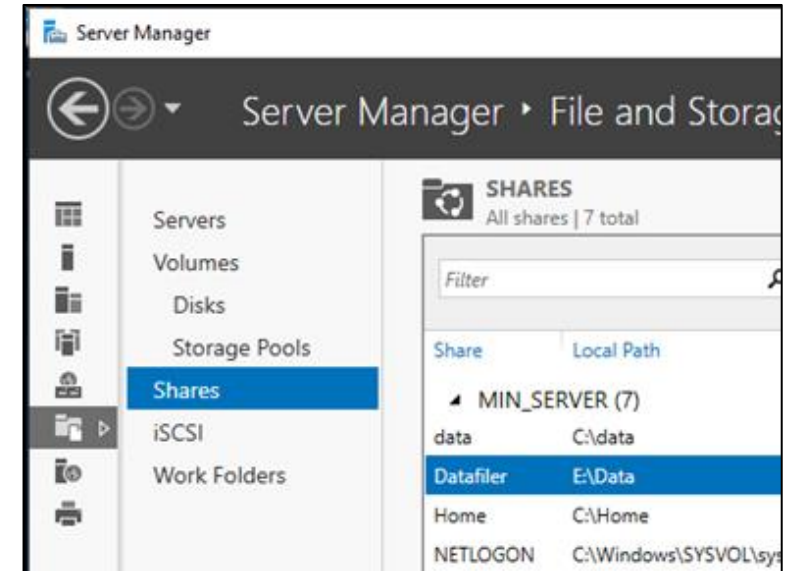 Server Manager
Server Manager ‣ File and Storag
Servers
Volumes
Disks
Storage Pools
Shares
iSCSI
Work Folders
SHARES
All shares | 7 total
Filter
Share Local Path
MIN_SERVER (7)
data C:\data
Datafiler E:\Data
Home C:\Home
NETLOGON C:\Windows\SYSVOL\sys